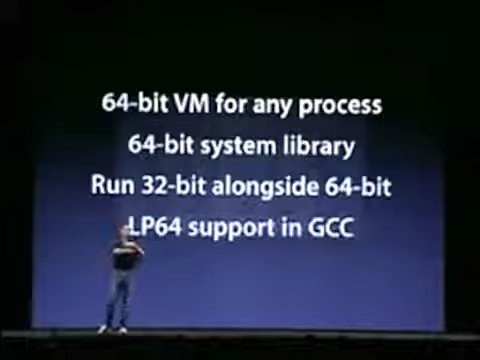 64-bit VM for any process
64-bit system library
Run 32-bit alongside 64-bit
LP64 support in GCC